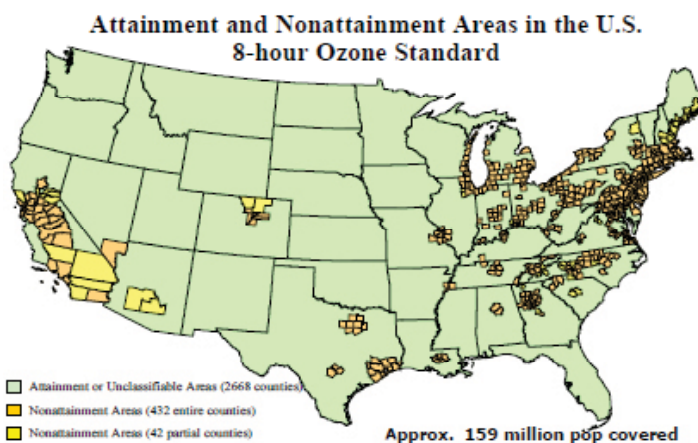 Attainment and Nonattainment Areas in the U.S.
8-hour Ozone Standard
Attainment or Unclassifiable Areas (2668 counties)
Nonattainment Areas (432 entire counties)
Nonattainment Areas (42 partial counties)
Approx. 159 million pop covered